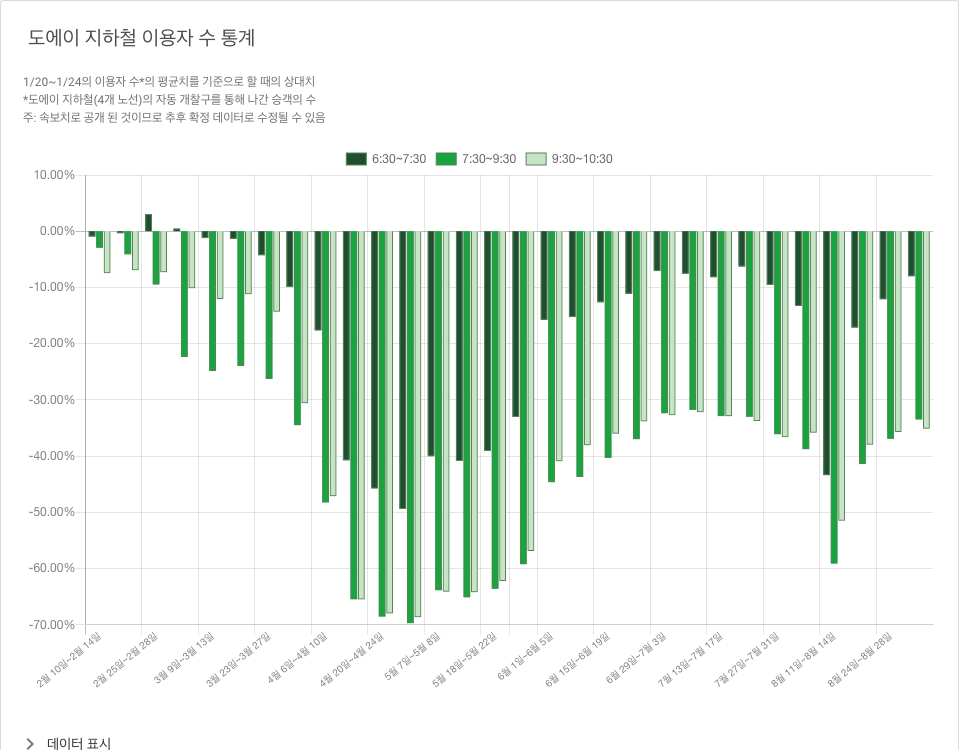 도에이 지하철 이용자 수 통계
1/20~1/24의 이용자 수*의 평균치를 기준으로 할 때의 상대치
*도에이 지하철(4개 노선)의 자동 개찰구를 통해 나간 승객의 수
주: 속보치로 공개 된 것이므로 추후 확정 데이터로 수정될 수 있음
6:30~7:30 7:30~9:30 9:30~10:30
10.00%
0.00%
-10.00%
-20.00%
-30.00%
-40.00%
-50.00%
-60.00%
-70.00%
2월 10일~2월 14일
2월 25일~2월 28일
3월 9일~3월 13일
3월 23일~3월 27일
4월 6일~4월 10일
4월 20일~4월 24일
5월 7일~5월 8일
5월 18일~5월 22일
6월 1일~6월 5일
6월 15일~6월 19일
6월 29일~7월 3일
7월 13일~7월 17일
7월 27일~7월 31일
8월 11일~8월 14일
8월 24일~8월 28일
데이터 표시